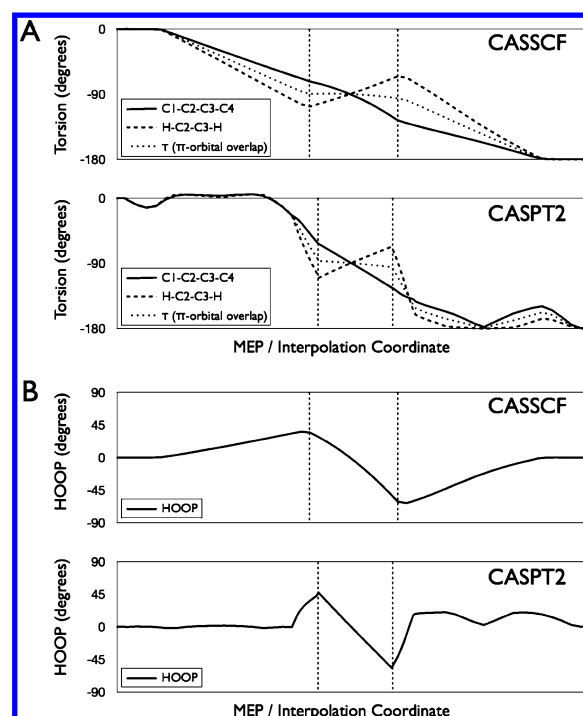 A
CASSCF
Torsion (degrees)
0
-90
-180
C1-C2-C3-C4
H-C2-C3-H
τ (π-orbital overlap)
CASPT2
Torsion (degrees)
0
-90
-180
C1-C2-C3-C4
H-C2-C3-H
τ (π-orbital overlap)
MEP / Interpolation Coordinate
B
CASSCF
HOOP (degrees)
90
45
0
-45
-90
HOOP
CASPT2
HOOP (degrees)
90
45
0
-45
-90
HOOP
MEP / Interpolation Coordinate